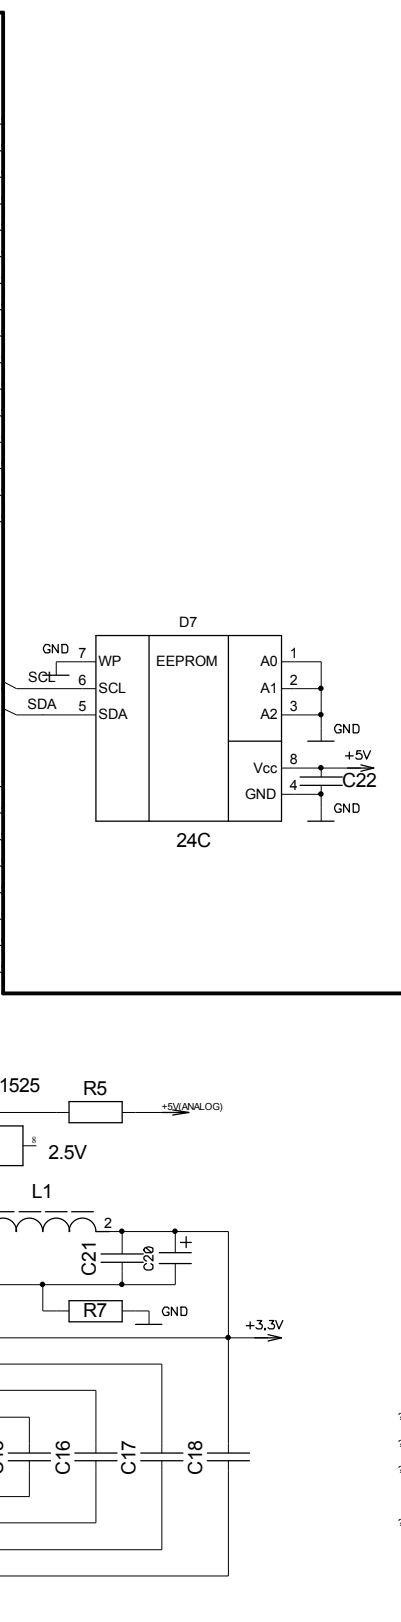 D7
GND 7 WP EEPROM A0 1
SCL 6 SCL A1 2
SDA 5 SDA A2 3
GND
Vcc 8 +5V
C22
GND 4
GND
24C
1525 R5 +5V(ANALOG)
8 2.5V
L1
2
C21 C20 +
R7 GND
+3,3V
C16 C17 C18
?
?
?
?